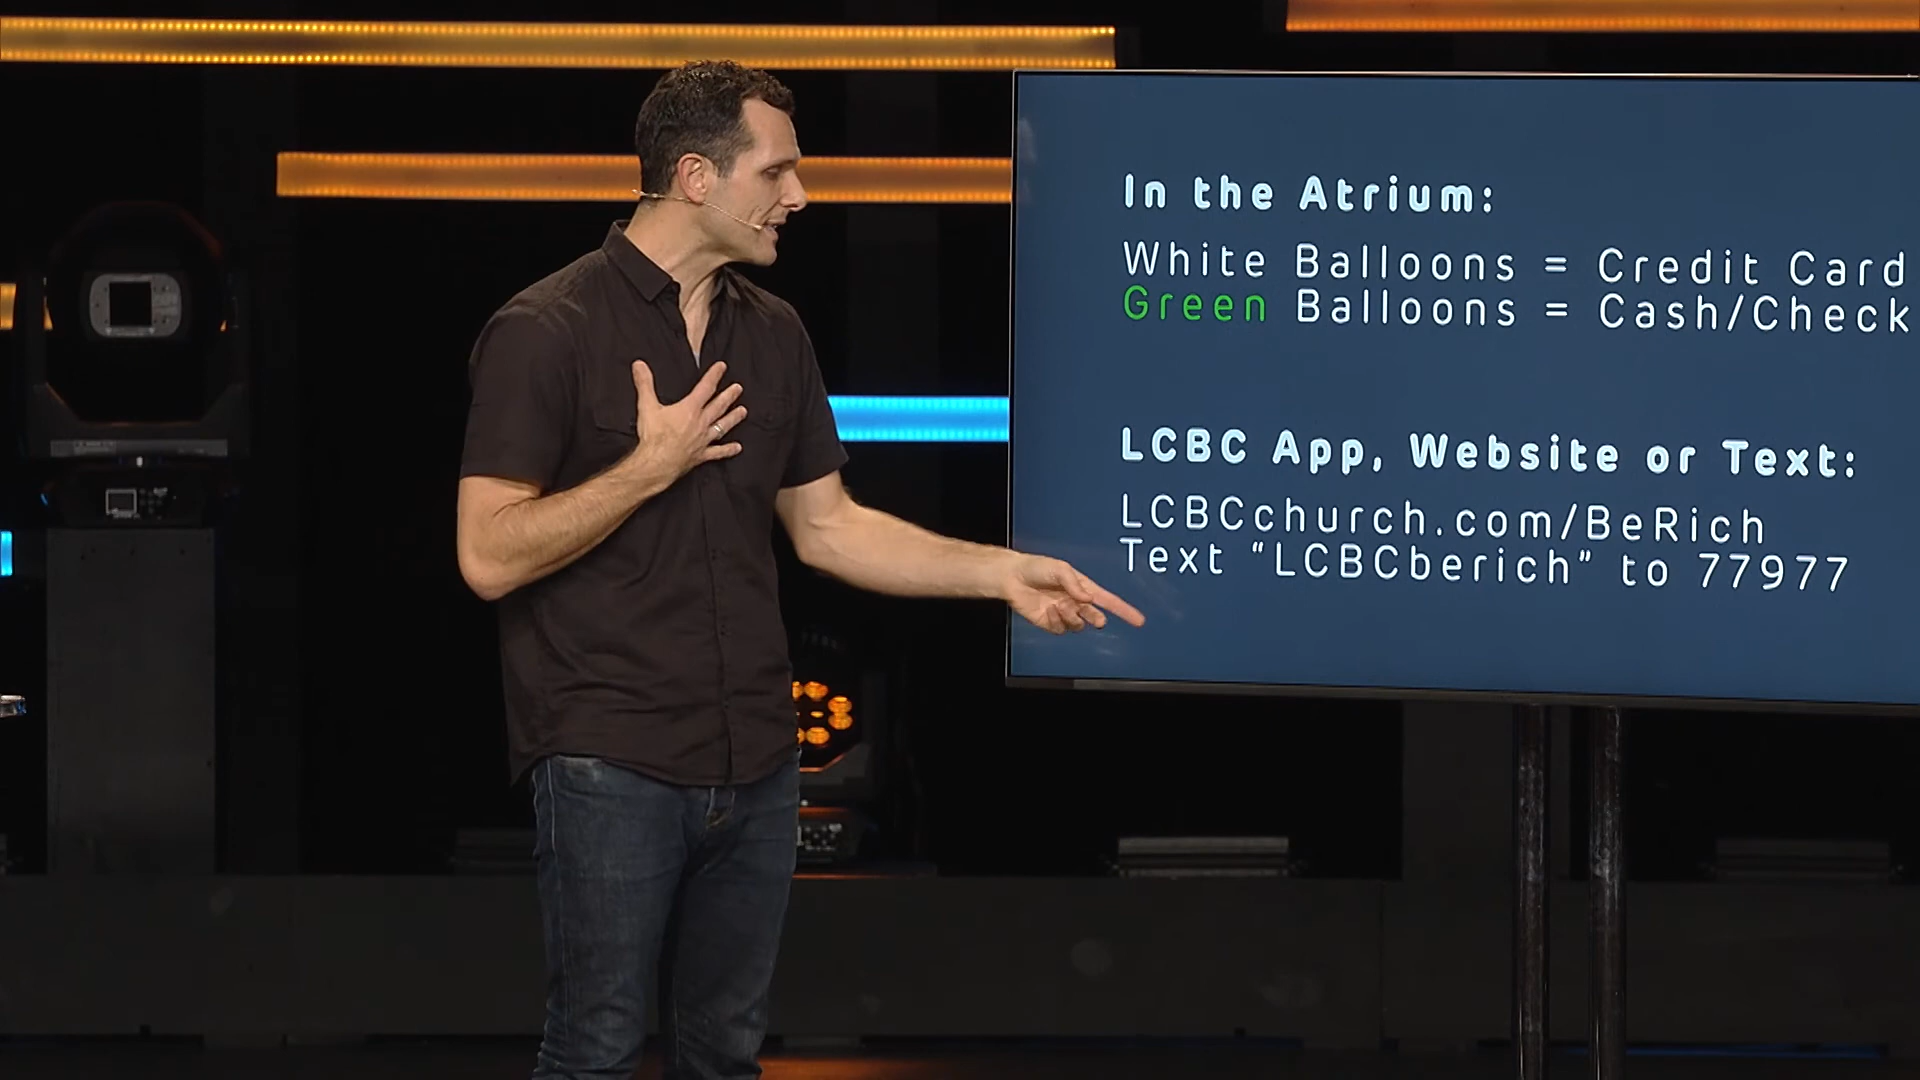 In the Atrium:
White Balloons = Credit Card
Green Balloons = Cash/Check
LCBC App, Website or Text:
LCBCchurch.com/BeRich
Text “LCBCberich” to 77977